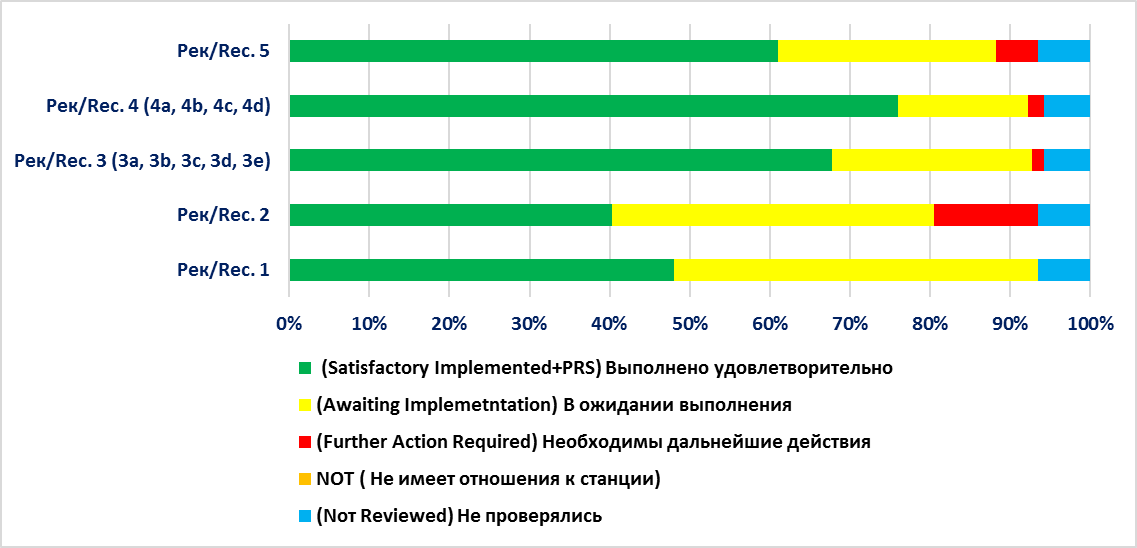 Рек/Rec. 5
Рек/Rec. 4 (4a, 4b, 4c, 4d)
Рек/Rec. 3 (3a, 3b, 3c, 3d, 3e)
Рек/Rec. 2
Рек/Rec. 1
0% 10% 20% 30% 40% 50% 60% 70% 80% 90% 100%
(Satisfactory Implemented+PRS) Выполнено удовлетворительно
(Awaiting Implemetntation) В ожидании выполнения
(Further Action Required) Необходимы дальнейшие действия
NOT ( Не имеет отношения к станции)
(Not Reviewed) Не проверялись